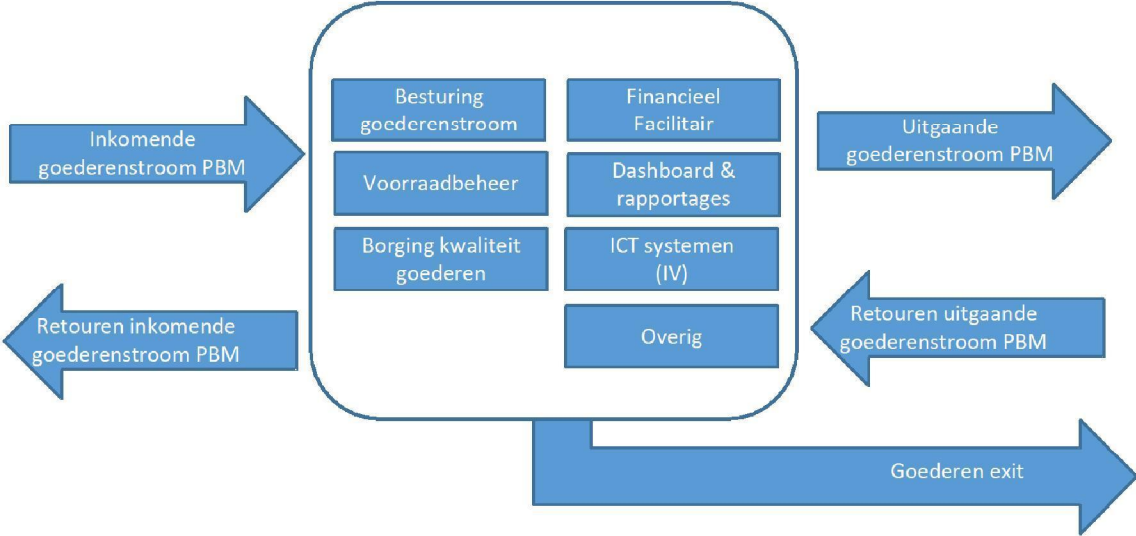 Inkomende
goederenstroom PBM
Retouren inkomende
goederenstroom PBM
Besturing
goederenstroom
Voorraadbeheer
Borging kwaliteit
goederen
Financieel
Facilitair
Dashboard &
rapportages
ICT systemen
(IV)
Overig
Uitgaande
goederenstroom PBM
Retouren uitgaande
goederenstroom PBM
Goederen exit